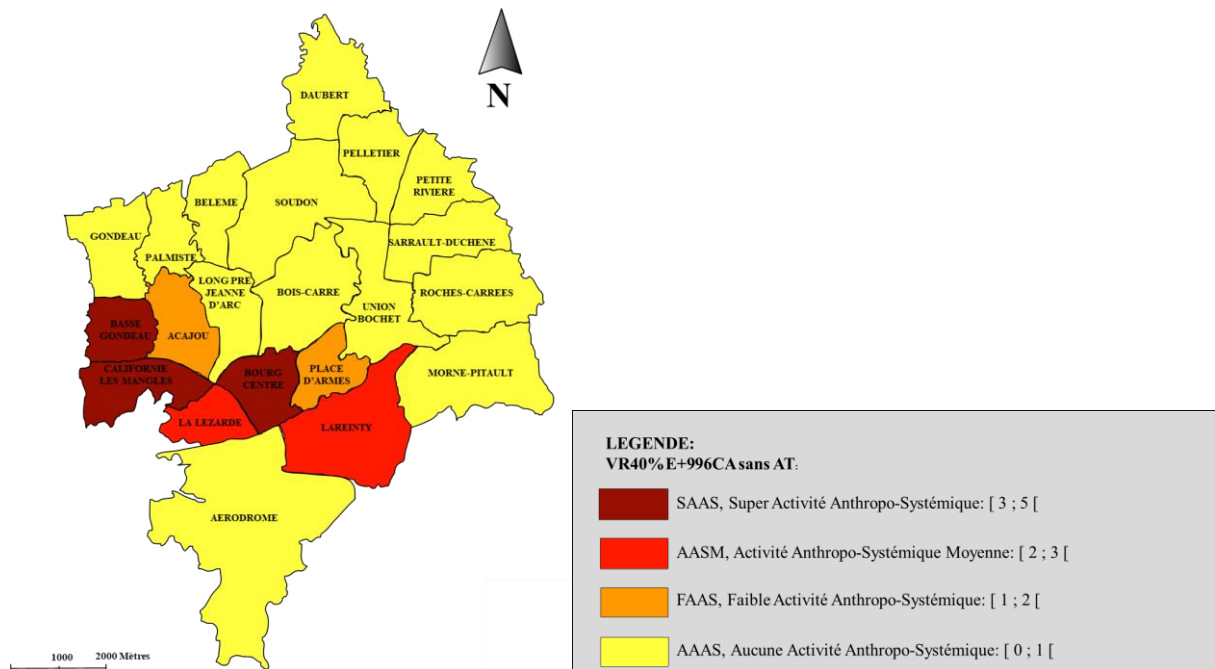 N
DAUBERT
PELLETIER
PETITE
RIVIERE
BELEME
SOUDON
GONDEAU
SARRAULT-DUCHENE
PALMISTE
LONG PRE
JEANNE
D'ARC
BOIS-CARRE
ROCHES-CARREES
UNION
BOCHET
BASSE
GONDEAU
ACAJOU
CALIFORNIE
LES MANGLES
BOURG
CENTRE
PLACE
D'ARMES
MORNE-PITAULT
LA LEZARDE
LAREINTY
AERODROME
1000
2000 Mètres
LEGENDE:
VR40%E+996CA sans AT:
SAAS, Super Activité Anthropo-Systémique: [ 3 ; 5 [
AASM, Activité Anthropo-Systémique Moyenne: [ 2 ; 3 [
FAAS, Faible Activité Anthropo-Systémique: [ 1 ; 2 [
AAAS, Aucune Activité Anthropo-Systémique: [ 0 ; 1 [